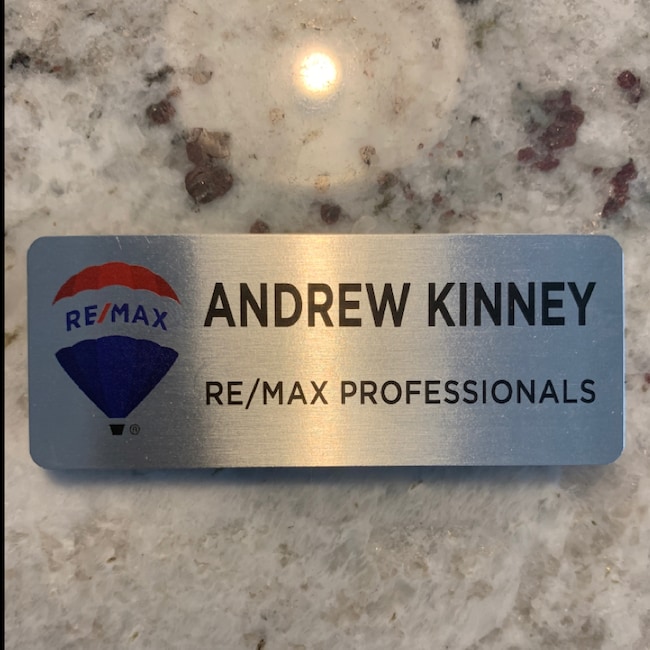 RE/MAX
®
ANDREW KINNEY
RE/MAX PROFESSIONALS